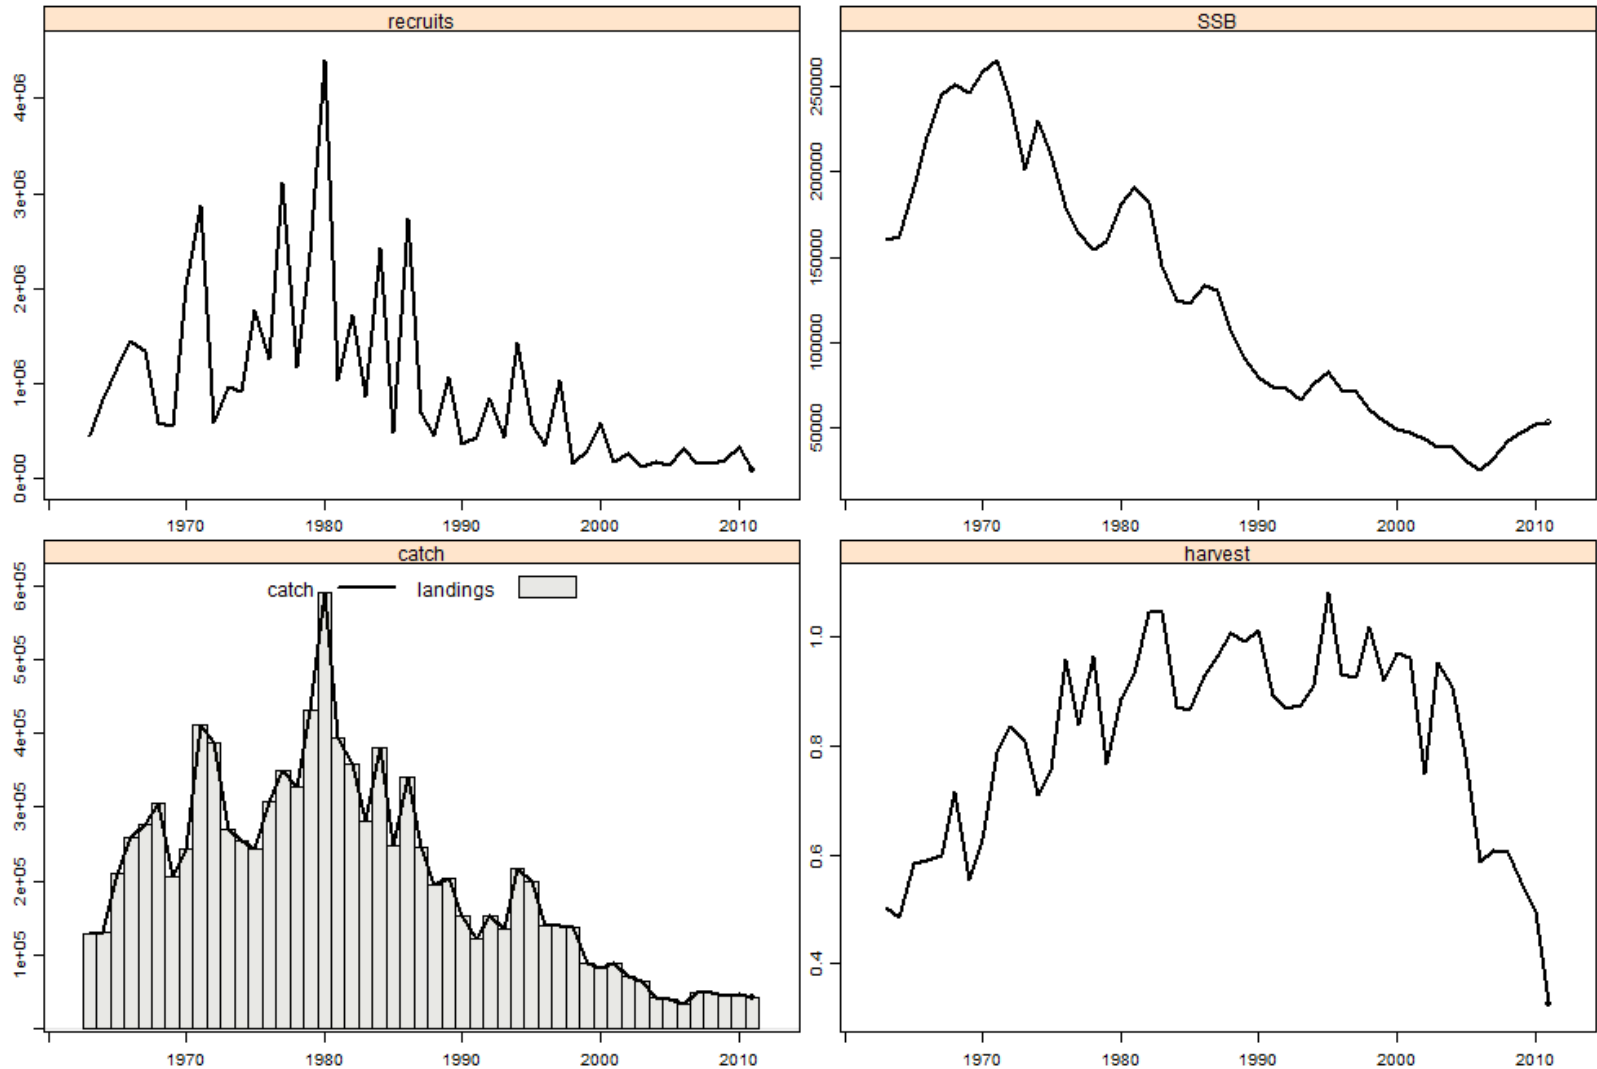 recruits
0e+00 1e+06 2e+06 3e+06 4e+06
1970 1980 1990 2000 2010
SSB
50000 100000 150000 200000 250000
1970 1980 1990 2000 2010
catch
catch landings
1e+05 2e+05 3e+05 4e+05 5e+05 6e+05
1970 1980 1990 2000 2010
harvest
0.4 0.6 0.8 1.0
1970 1980 1990 2000 2010